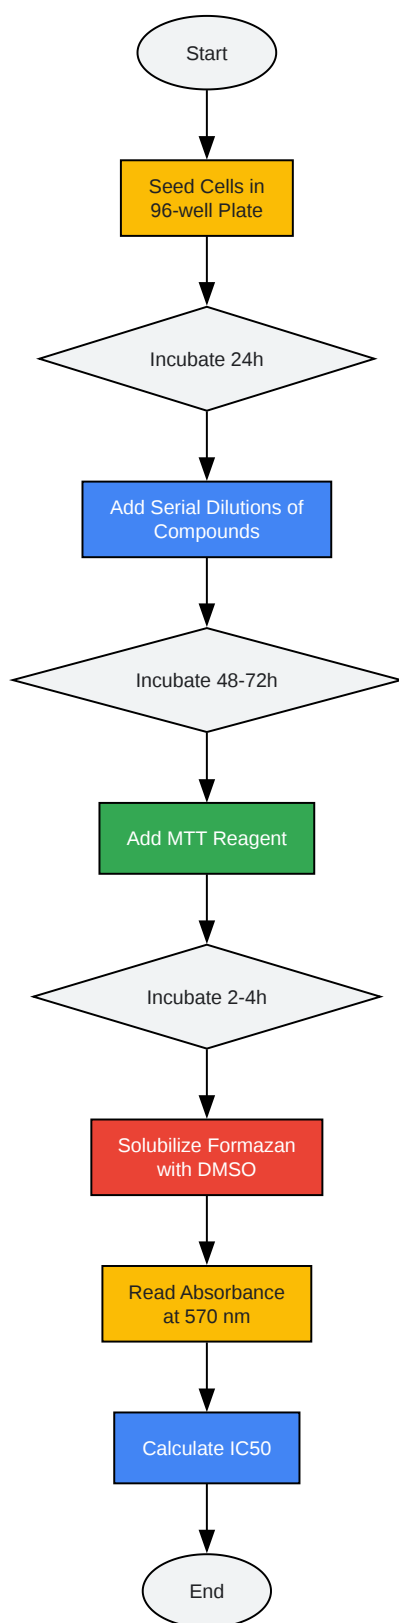 Start
Seed Cells in
96-well Plate
Incubate 24h
Add Serial Dilutions of
Compounds
Incubate 48-72h
Add MTT Reagent
Incubate 2-4h
Solubilize Formazan
with DMSO
Read Absorbance
at 570 nm
Calculate IC50
End